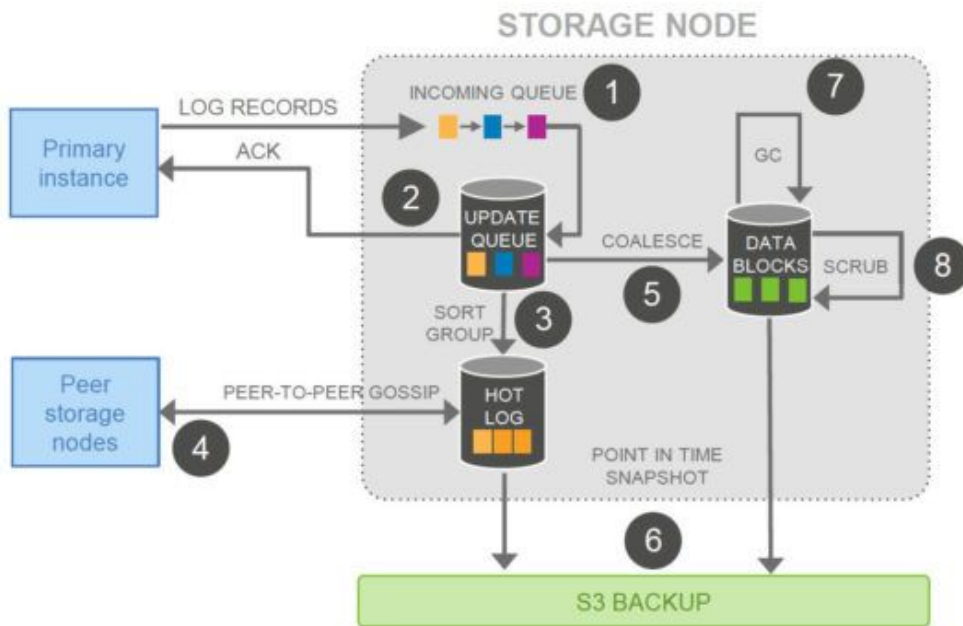 STORAGE NODE
INCOMING QUEUE
1
7
LOG RECORDS
Primary
instance
ACK
GC
2
UPDATE
QUEUE
COALESCE
DATA
BLOCKS
SCRUB
8
5
SORT
GROUP
3
Peer
storage
nodes
PEER-TO-PEER GOSSIP
HOT
LOG
4
POINT IN TIME
SNAPSHOT
6
S3 BACKUP